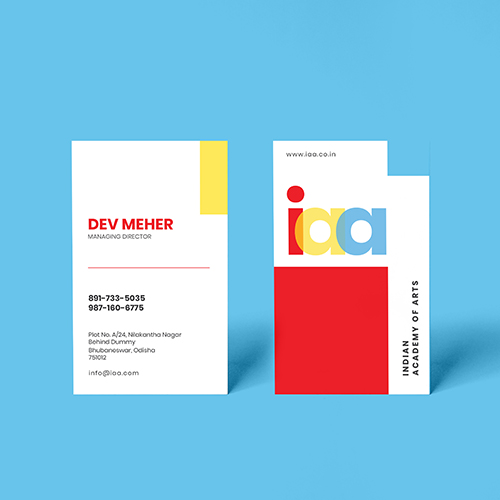 DEV MEHER
MANAGING DIRECTOR
891-733-5035
987-160-6775
Plot No. A/24, Nilakantha Nagar
Behind Dummy
Bhubaneswar, Odisha
751012
info@iaa.com
www.iaa.co.in
iaa
INDIAN
ACADEMY OF ARTS